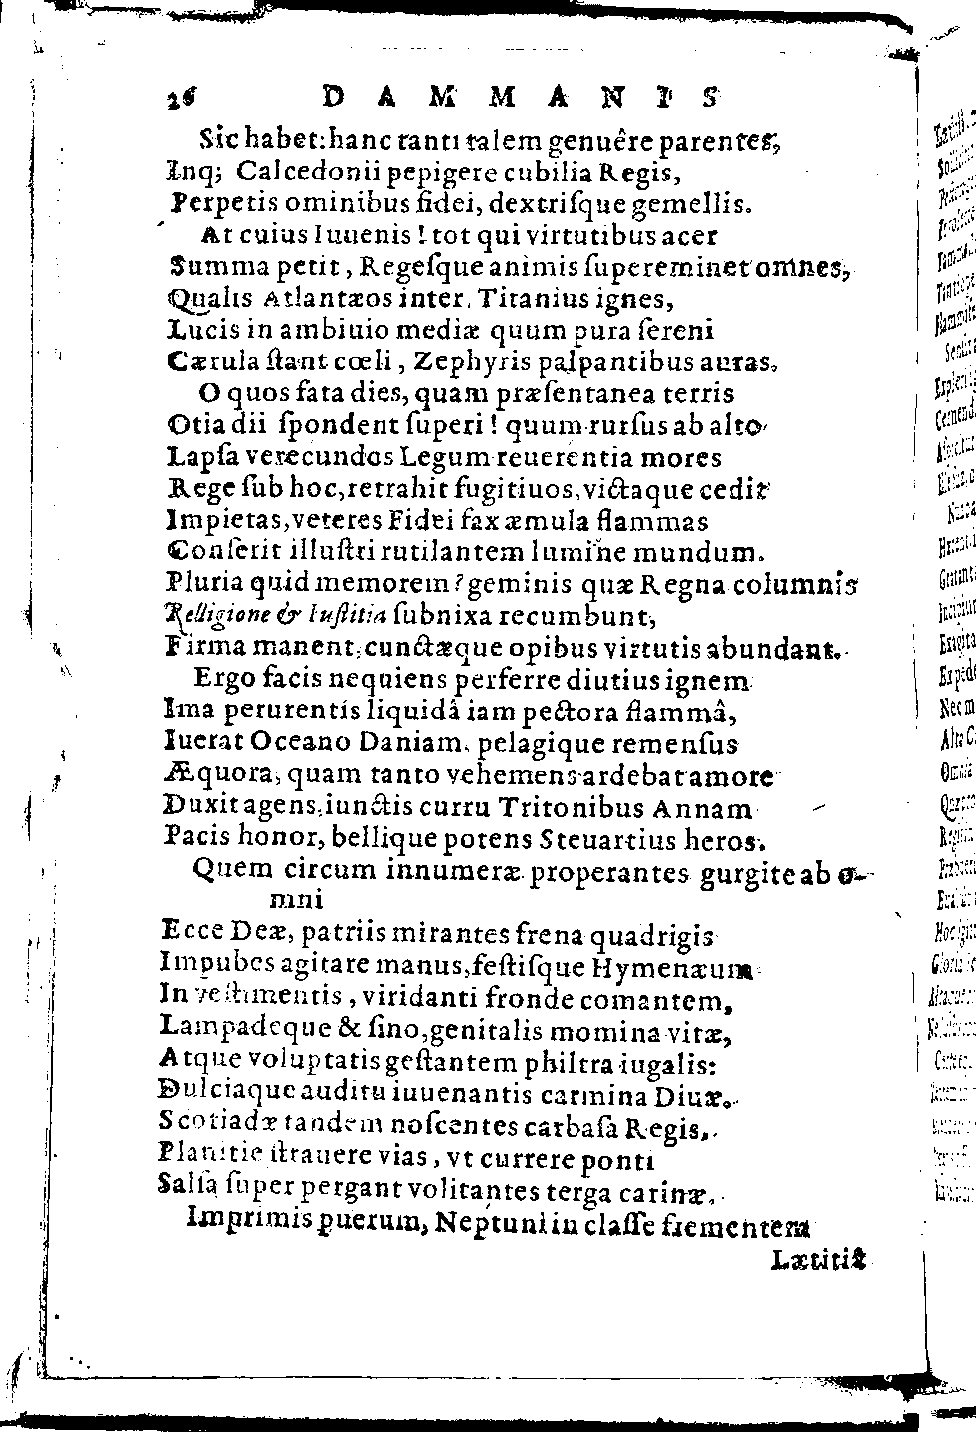 26 DAMMANIS
Sic habet: hanc tanti talem genuêre parentes,
Inq; Calcedonii pepigere cubilia Regis,
Perpetis ominibus fidei, dextriſque gemellis.
At cuius Iuuenis! tot qui virtutibus acer
Summa petit, Regeſque animis ſupereminet omnes,
Qualis Atlantæos inter Titanius ignes,
Lucis in ambiuio mediæ quum pura ſereni
Cærula ſtant cœli, Zephyris palpantibus auras.
O quos fata dies, quàm præſentanea terris
Otia dii ſpondent ſuperi! quum rurſus ab alto
Lapſa verecundos Legum reuerentia mores
Rege ſub hoc, retrahit fugitiuos, victaque cedit
Impietas, veteres Fidei fax æmula flammas
Conſerit illuſtri rutilantem lumine mundum.
Pluria quid memorem? geminis quæ Regna columnis
Relligione & Iuſtitia ſubnixa recumbunt,
Firma manent, cunctæque opibus virtutis abundant.
Ergo facis nequiens perferre diutius ignem
Ima perurentis liquidâ iam pectora flammâ,
Iuerat Oceano Daniam, pelagique remenſus
Æquora, quam tanto vehemens ardebat amore
Duxit agens, iunctis curru Tritonibus Annam
Pacis honor, bellique potens Steuartius heros.
Quem circum innumeræ properantes gurgite ab o-
mni
Ecce Deæ, patriis mirantes frena quadrigis
Impubes agitare manus, feſtiſque Hymenæum
In veſtimentis, viridanti fronde comantem,
Lampadeque & ſino, genitalis momina vitæ,
Atque voluptatis geſtantem philtra iugalis:
Dulciaque auditu iuuenantis carmina Diuæ.
Scotiadæ tandem noſcentes carbaſa Regis,
Planitie ſtrauere vias, vt currere ponti
Salſa ſuper pergant volitantes terga carinæ.
Imprimis puerum, Neptuni in claſſe frementem
Lætitiæ